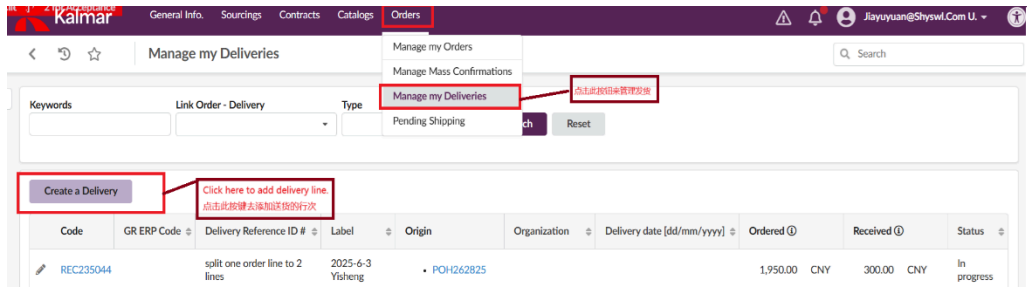 Kalmar General Info. Sourcings Contracts Catalogs Orders Jiayuyuan@Shyswl.Com U.
Manage my Deliveries
Search
Manage my Orders
Manage Mass Confirmations
Manage my Deliveries
点击此按钮来管理发货
Pending Shipping
Keywords Link Order - Delivery Type
ch Reset
Create a Delivery
Click here to add delivery line.
点击此按键去添加送货的行次
Code GR ERP Code Delivery Reference ID # Label Origin Organization Delivery date [dd/mm/yyyy] Ordered Received Status
REC235044 split one order line to 2 lines 2025-6-3 Yisheng • POH262825 1,950.00 CNY 300.00 CNY In progress